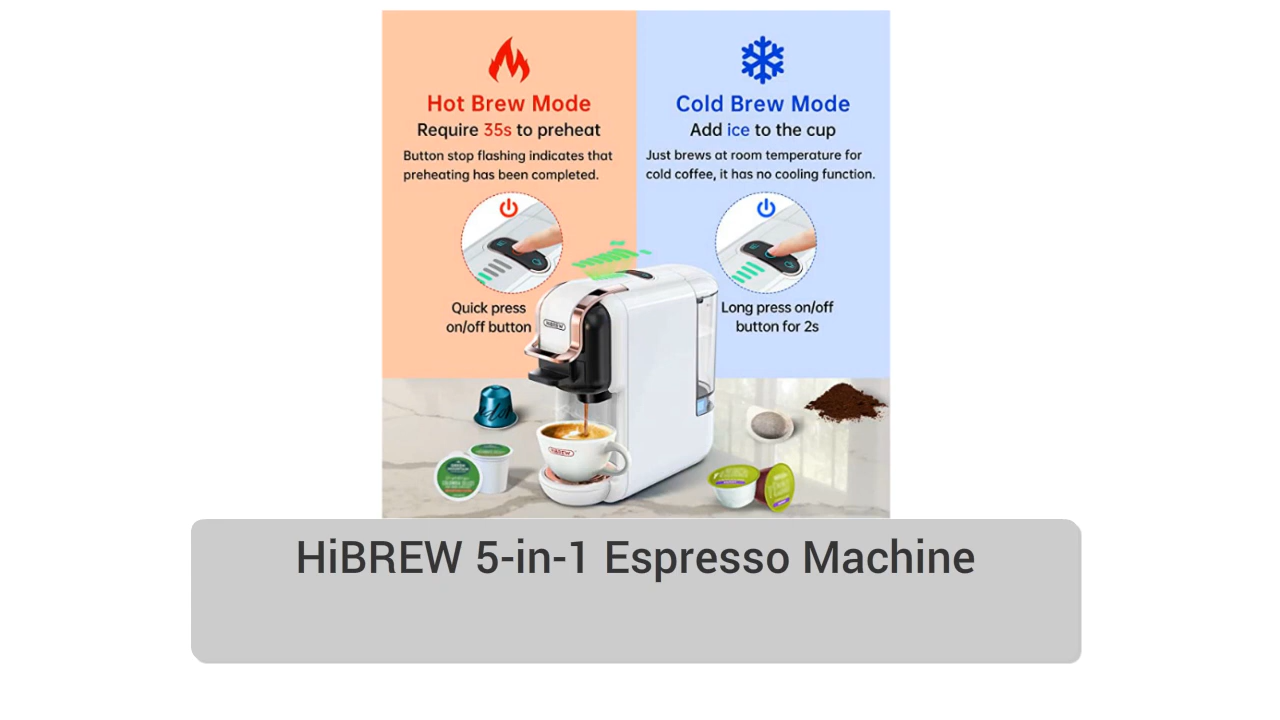 Hot Brew Mode
Require 35s to preheat
Button stop flashing indicates that
preheating has been completed.
Quick press
on/off button
Cold Brew Mode
Add ice to the cup
Just brews at room temperature for
cold coffee, it has no cooling function.
Long press on/off
button for 2s
HiBREW
HiBREW
HiBREW 5-in-1 Espresso Machine